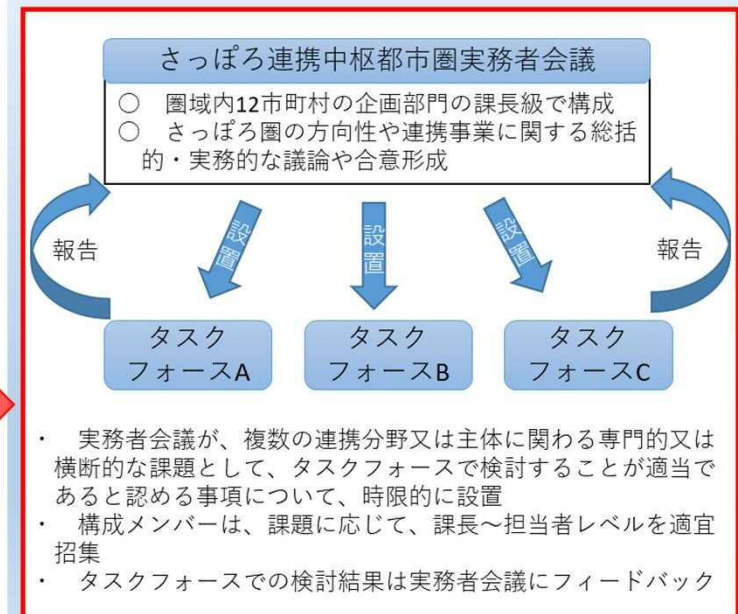 さっぽろ連携中枢都市圏実務者会議
○　圏域内12市町村の企画部門の課長級で構成
○　さっぽろ圏の方向性や連携事業に関する総括
的・実務的な議論や合意形成
報告
設置
設置
設置
報告
タスク
フォースA
タスク
フォースB
タスク
フォースC
・　実務者会議が、複数の連携分野又は主体に関わる専門的又は
横断的な課題として、タスクフォースで検討することが適当で
あると認める事項について、時限的に設置
・　構成メンバーは、課題に応じて、課長～担当者レベルを適宜
招集
・　タスクフォースでの検討結果は実務者会議にフィードバック